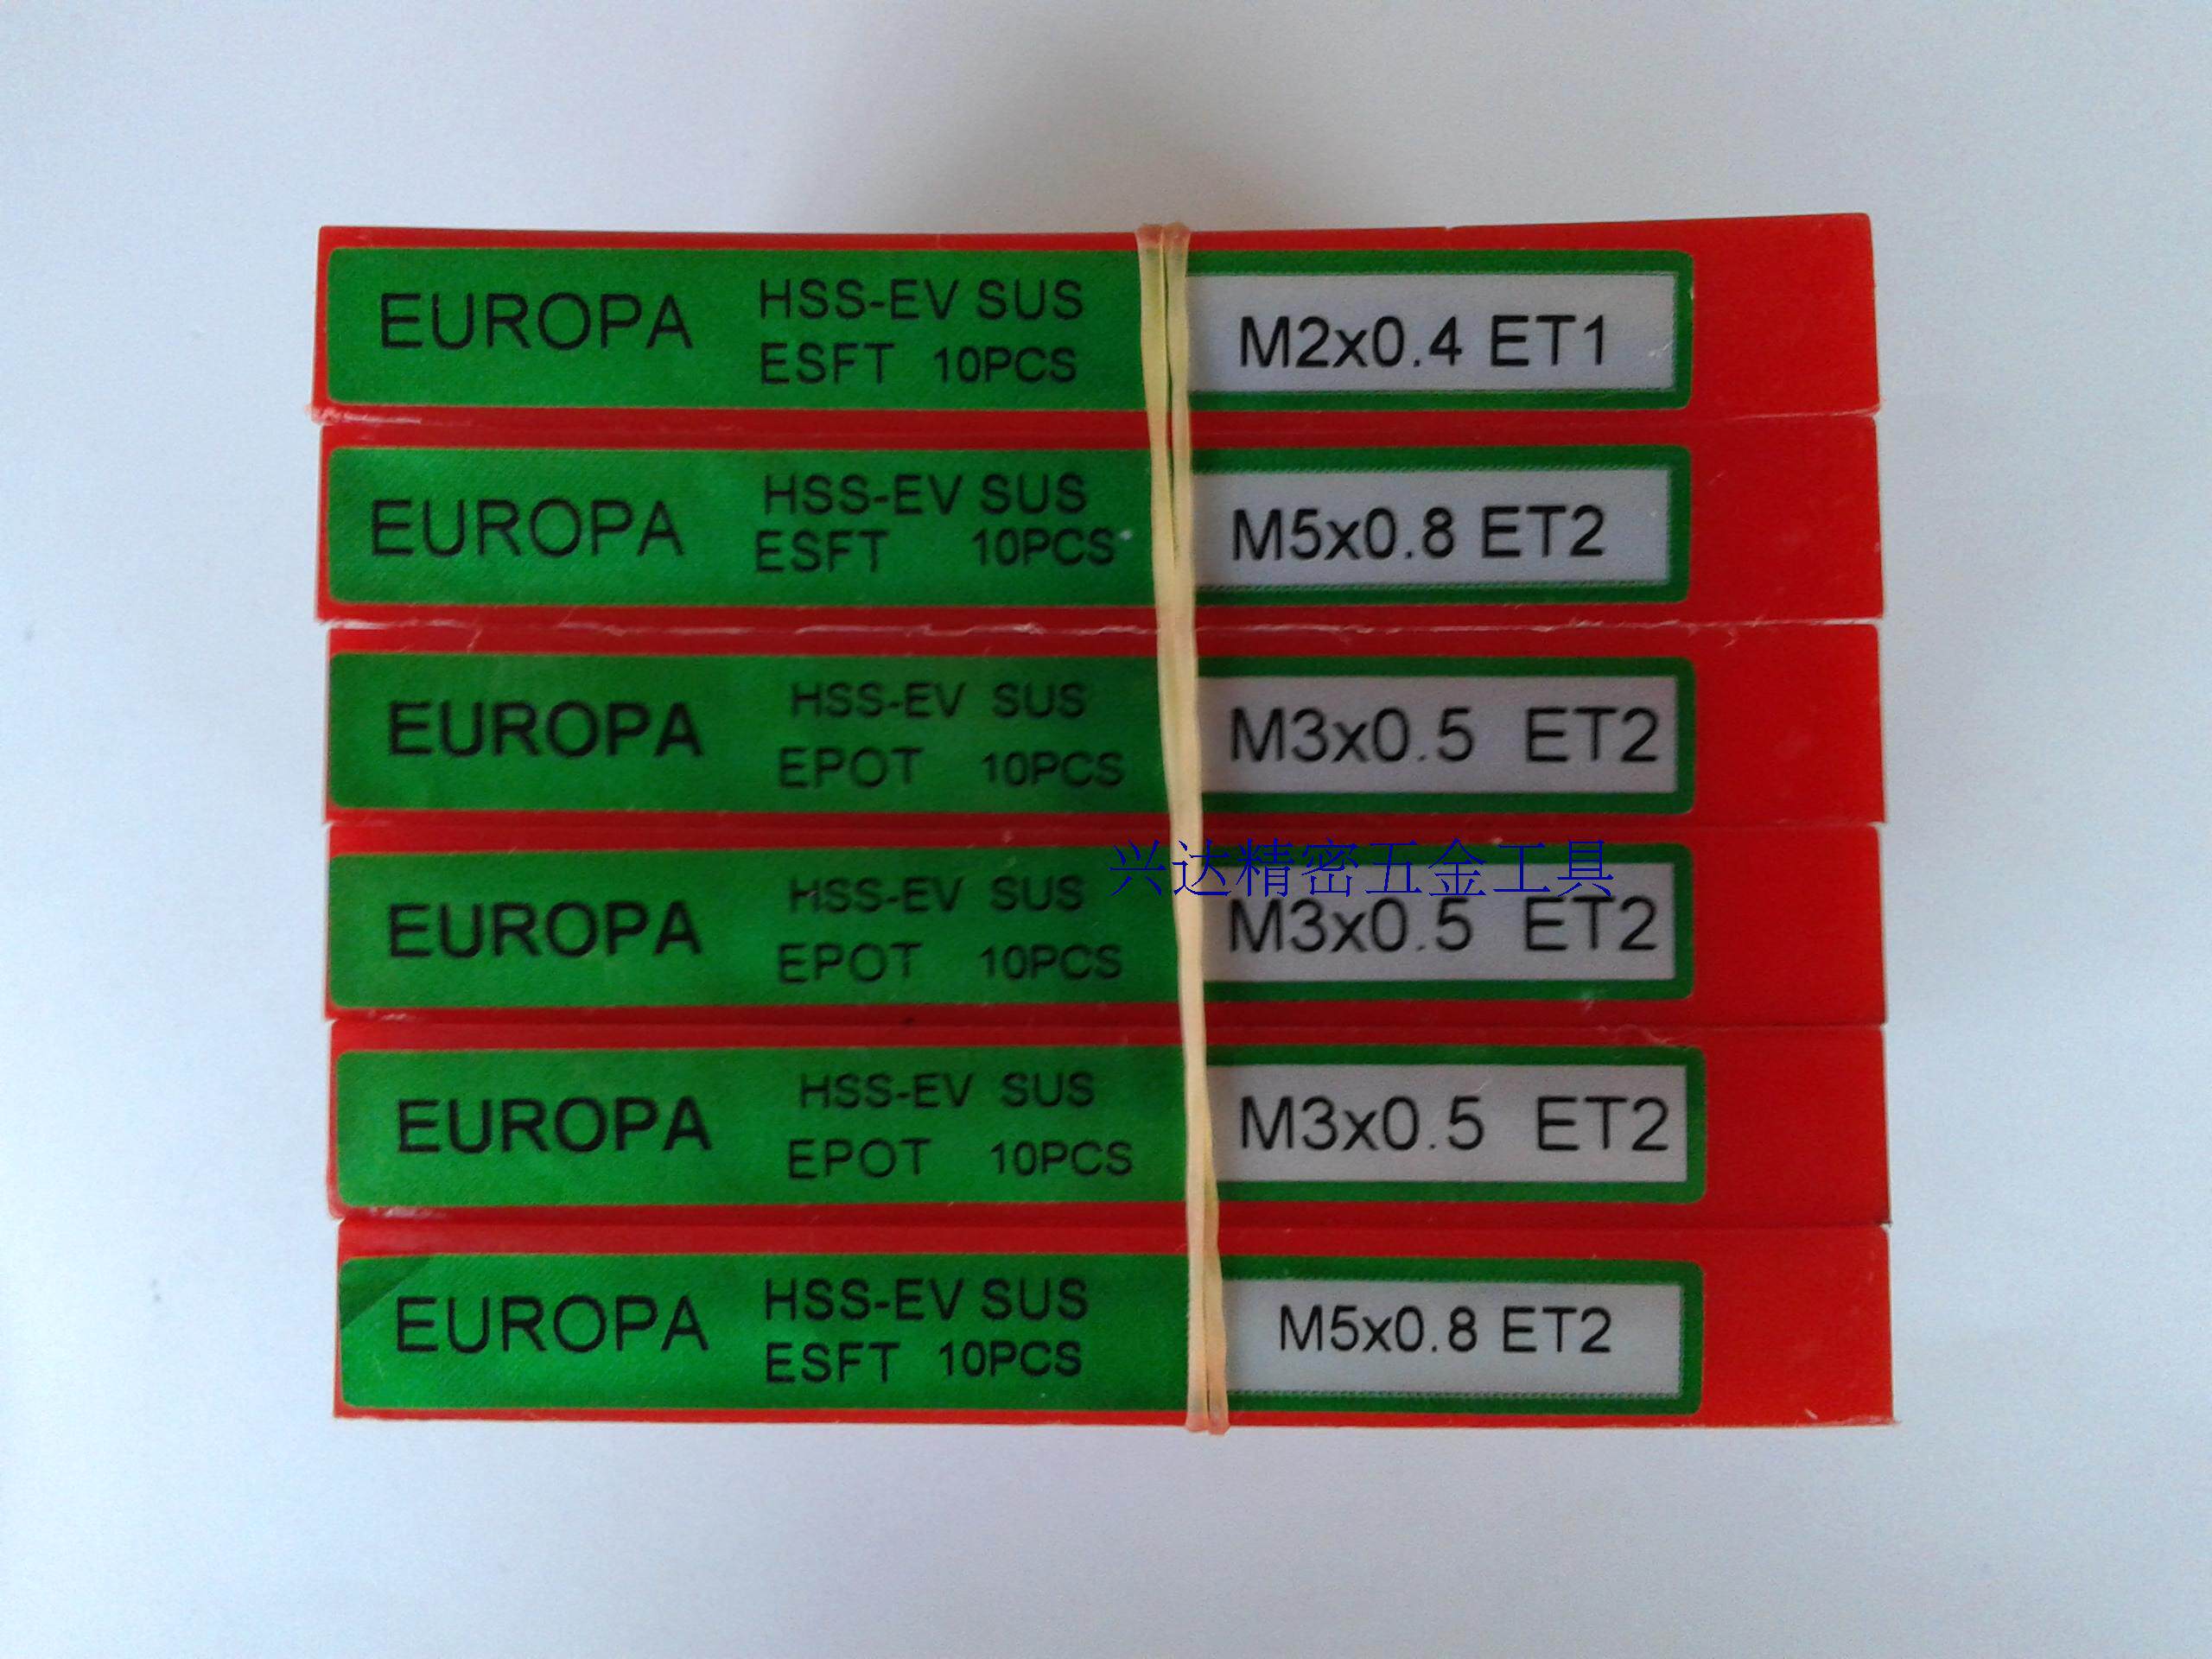 EUROPA HSS-EV SUS
ESFT 10PCS
M2x0.4 ET1
EUROPA HSS-EV SUS
ESFT 10PCS
M5x0.8 ET2
EUROPA HSS-EV SUS
EPOT 10PCS
M3x0.5 ET2
兴达精密五金工具
EUROPA HSS-EV SUS
EPOT 10PCS
M3x0.5 ET2
EUROPA HSS-EV SUS
EPOT 10PCS
M3x0.5 ET2
EUROPA HSS-EV SUS
ESFT 10PCS
M5x0.8 ET2